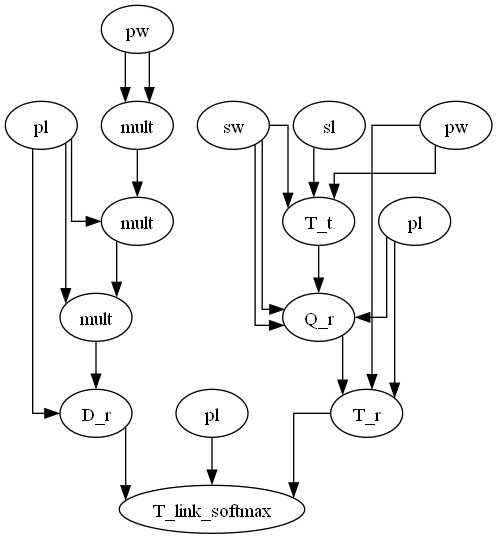 pw
pl
mult
sw
sl
pw
mult
T_t
pl
mult
Q_r
D_r
pl
T_r
T_link_softmax